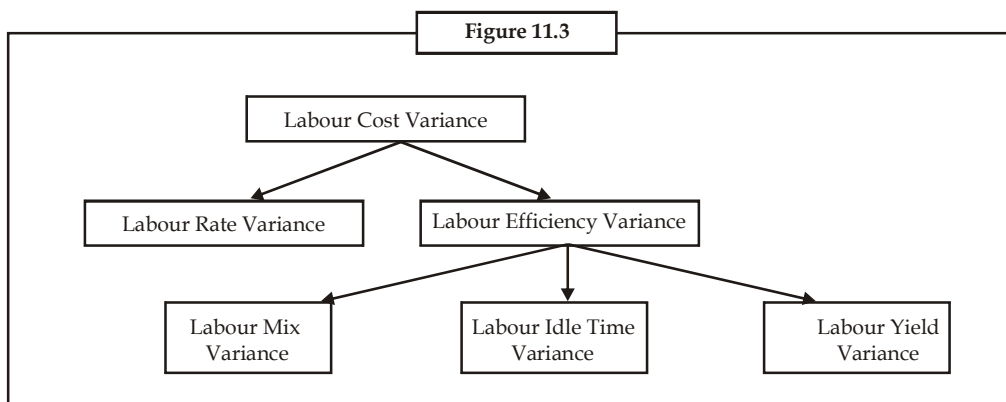 Figure 11.3
Labour Cost Variance
Labour Rate Variance
Labour Efficiency Variance
Labour Mix
Variance
Labour Idle Time
Variance
Labour Yield
Variance